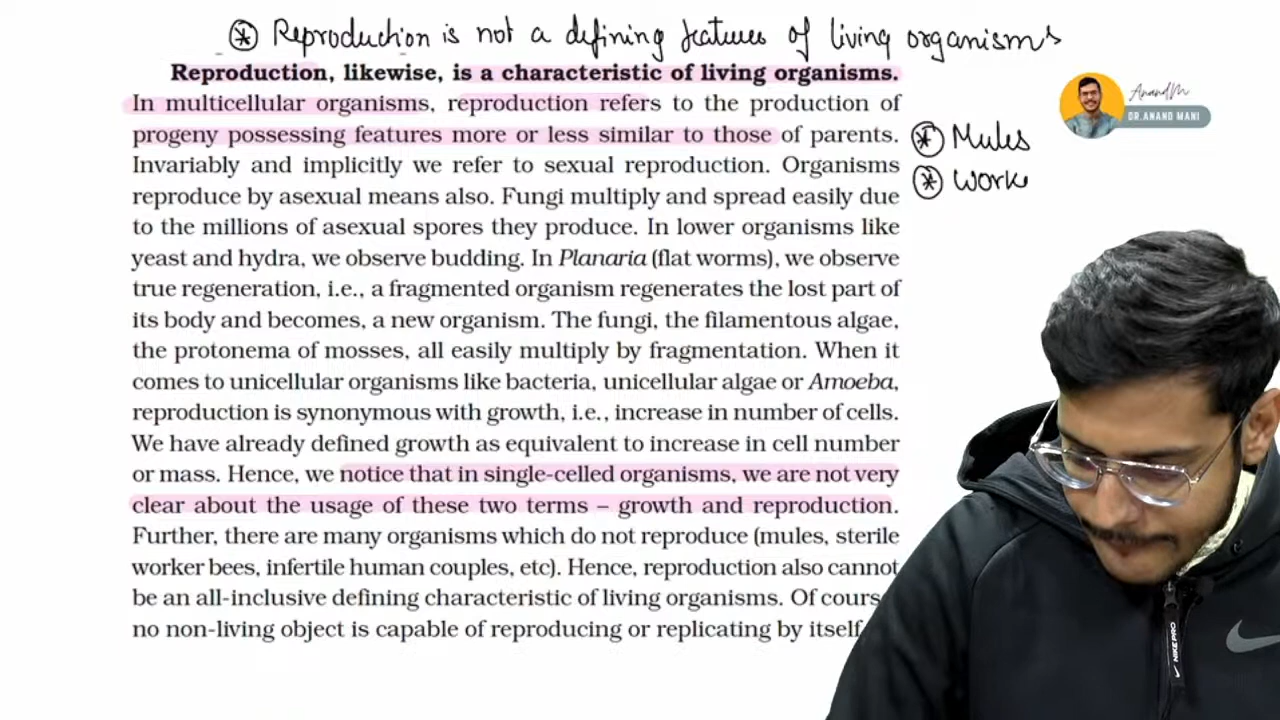 * Reproduction is not a defining features of living organisms
Reproduction, likewise, is a characteristic of living organisms.
In multicellular organisms, reproduction refers to the production of
progeny possessing features more or less similar to those of parents.
Invariably and implicitly we refer to sexual reproduction. Organisms
reproduce by asexual means also. Fungi multiply and spread easily due
to the millions of asexual spores they produce. In lower organisms like
yeast and hydra, we observe budding. In Planaria (flat worms), we observe
true regeneration, i.e., a fragmented organism regenerates the lost part of
its body and becomes, a new organism. The fungi, the filamentous algae,
the protonema of mosses, all easily multiply by fragmentation. When it
comes to unicellular organisms like bacteria, unicellular algae or Amoeba,
reproduction is synonymous with growth, i.e., increase in number of cells.
We have already defined growth as equivalent to increase in cell number
or mass. Hence, we notice that in single-celled organisms, we are not very
clear about the usage of these two terms – growth and reproduction.
Further, there are many organisms which do not reproduce (mules, sterile
worker bees, infertile human couples, etc). Hence, reproduction also cannot
be an all-inclusive defining characteristic of living organisms. Of cours
no non-living object is capable of reproducing or replicating by itself
AnandM
DR.ANAND MANI
* Mules
* Worke
NIKE PRO